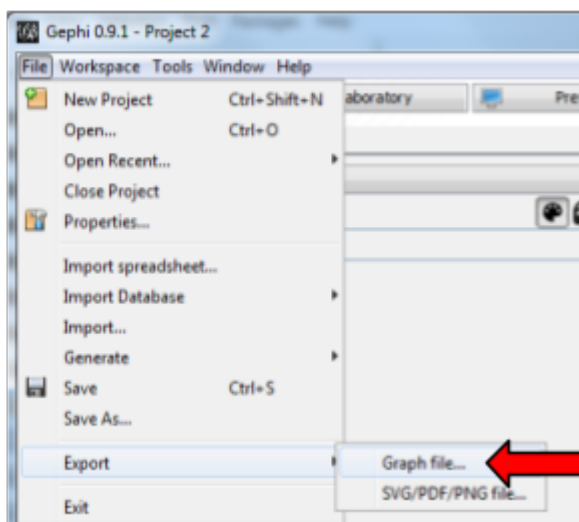 Gephi 0.9.1 - Project 2
File Workspace Tools Window Help
New Project Ctrl+Shift+N
aboratory
Pre
Open... Ctrl+O
Open Recent...
Close Project
Properties...
Import spreadsheet...
Import Database
Import...
Generate
Save Ctrl+S
Save As...
Export
Graph file...
SVG/PDF/PNG file...
Exit